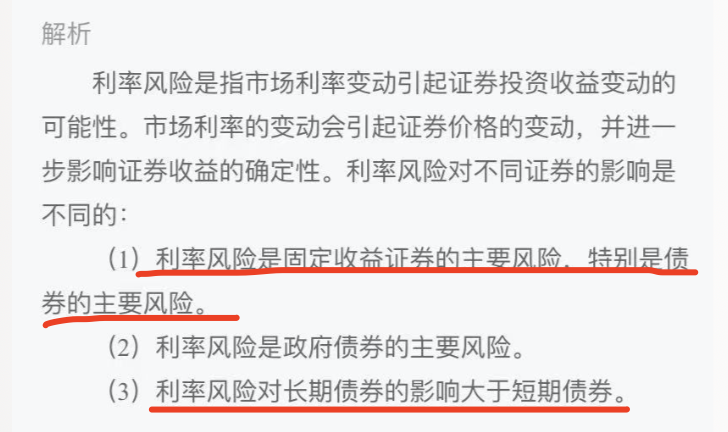 解析
利率风险是指市场利率变动引起证券投资收益变动的
可能性。市场利率的变动会引起证券价格的变动，并进一
步影响证券收益的确定性。利率风险对不同证券的影响是
不同的：
（1）利率风险是固定收益证券的主要风险，特别是债
券的主要风险。
（2）利率风险是政府债券的主要风险。
（3）利率风险对长期债券的影响大于短期债券。